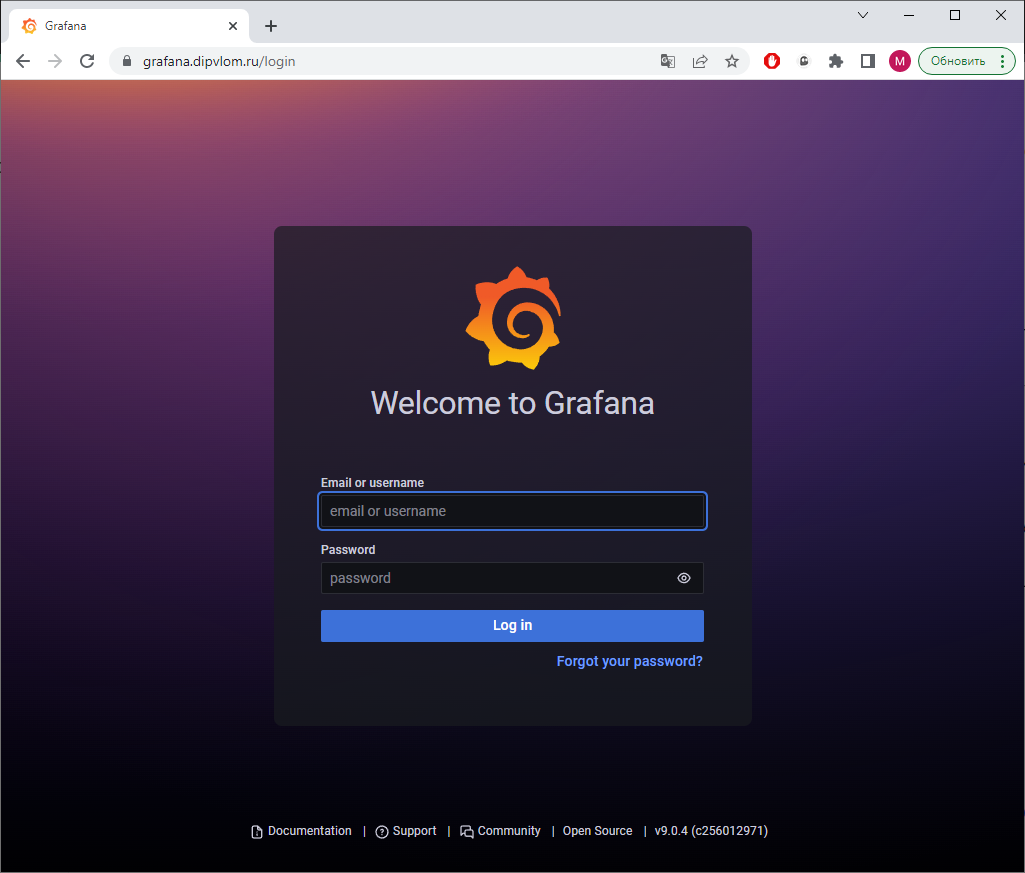 Grafana
grafana.dipvlom.ru/login
M
Обновить
Welcome to Grafana
Email or username
email or username
Password
password
Log in
Forgot your password?
Documentation | Support | Community | Open Source | v9.0.4 (c256012971)